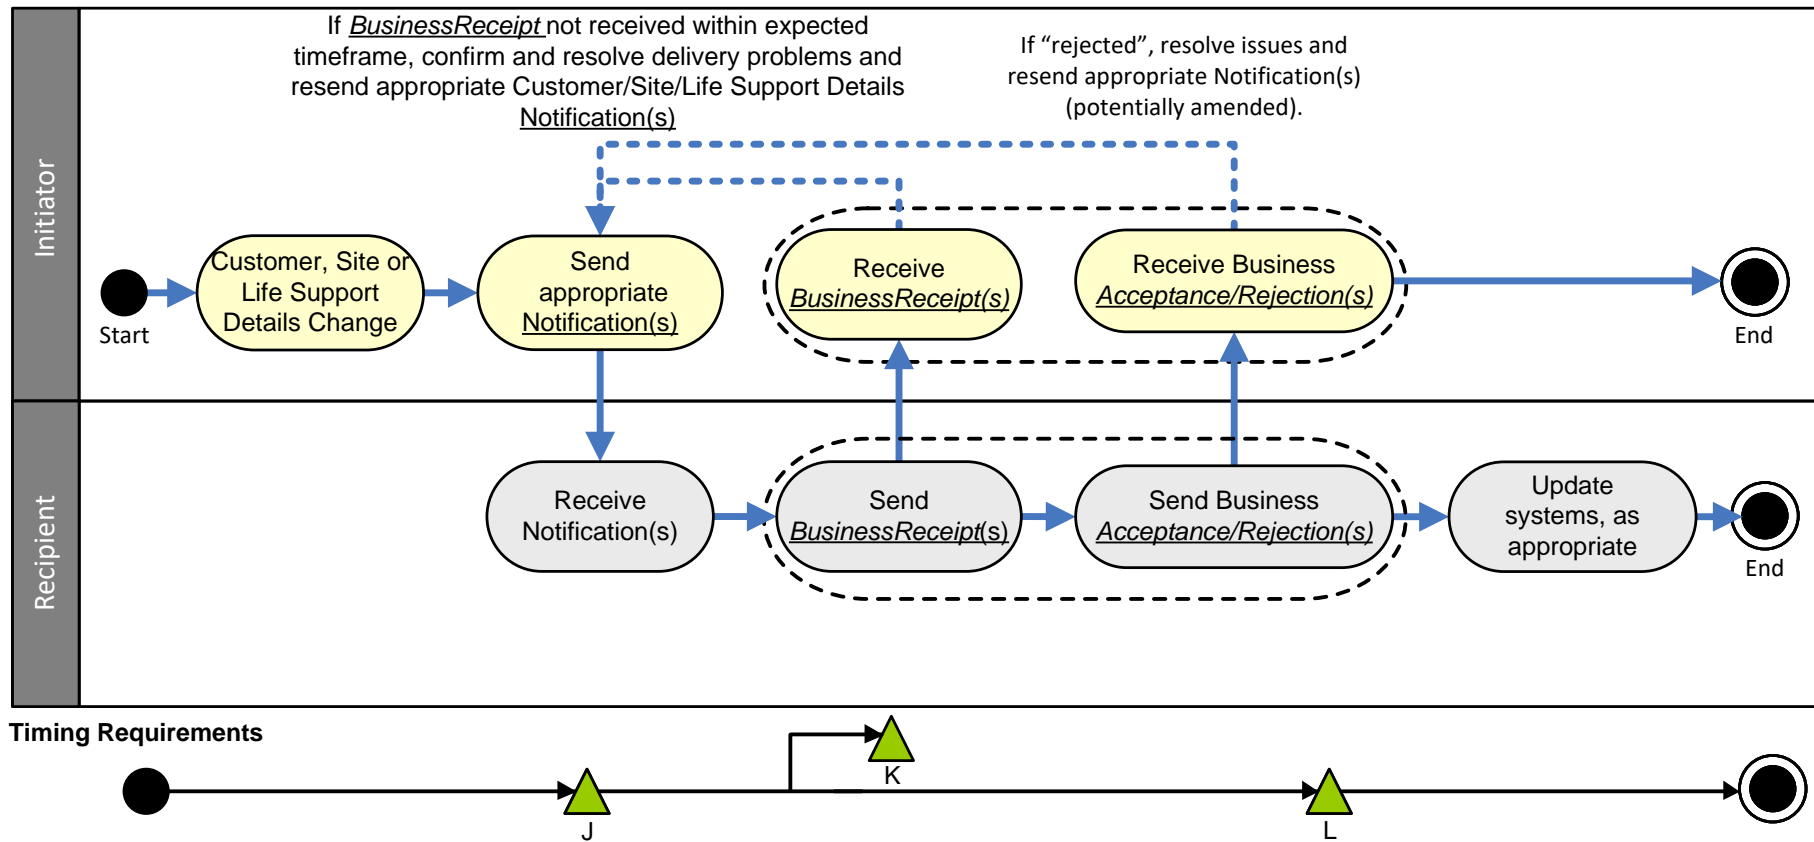 If BusinessReceipt not received within expected
timeframe, confirm and resolve delivery problems and
resend appropriate Customer/Site/Life Support Details
Notification(s)
If “rejected”, resolve issues and
resend appropriate Notification(s)
(potentially amended).
Initiator
Start
Customer, Site or
Life Support
Details Change
Send
appropriate
Notification(s)
Receive
BusinessReceipt(s)
Receive Business
Acceptance/Rejection(s)
End
Recipient
Receive
Notification(s)
Send
BusinessReceipt(s)
Send Business
Acceptance/Rejection(s)
Update
systems, as
appropriate
End
Timing Requirements
J
K
L